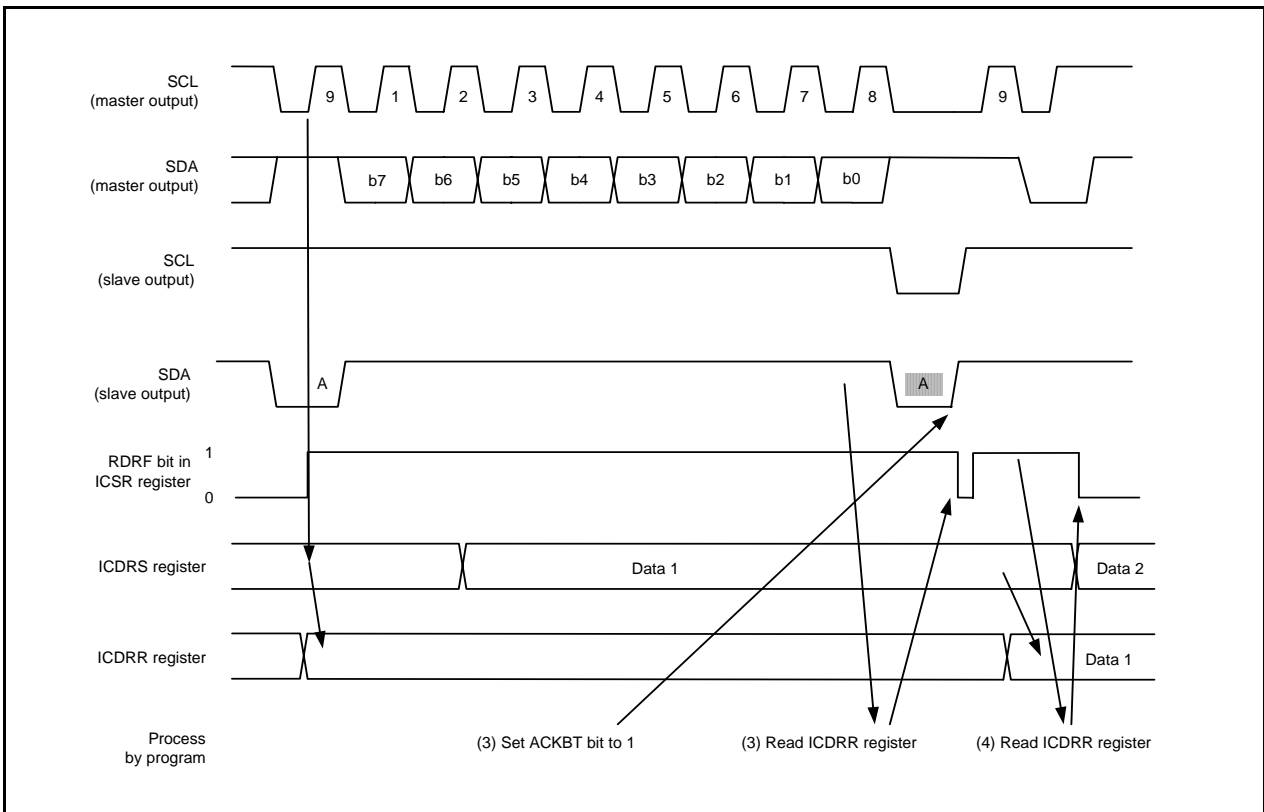 SCL
(master output)
9 1 2 3 4 5 6 7 8 9
SDA
(master output)
b7 b6 b5 b4 b3 b2 b1 b0
SCL
(slave output)
SDA
(slave output)
A A
RDRF bit in
ICSR register
1
0
ICDRS register
Data 1 Data 2
ICDRR register
Data 1
Process
by program
(3) Set ACKBT bit to 1 (3) Read ICDRR register (4) Read ICDRR register